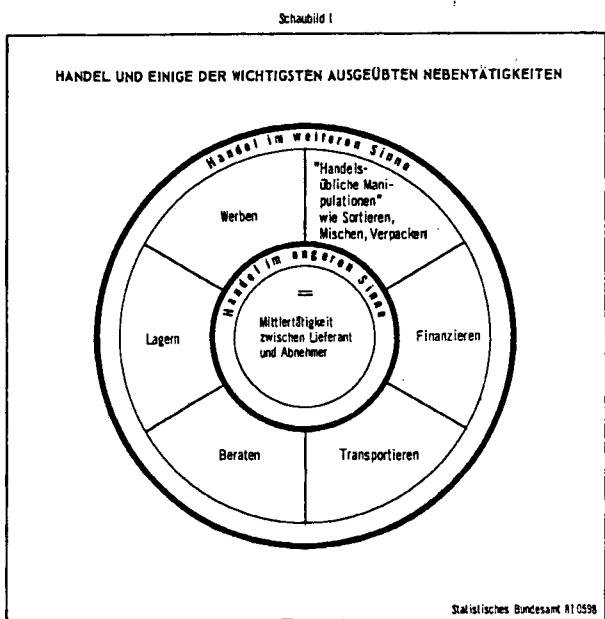 Schaubild 1
HANDEL UND EINIGE DER WICHTIGSTEN AUSGEÜBTEN NEBENTÄTIGKEITEN
Handel im weiteren Sinne
Werben
"Handels-
übliche Mani-
pulationen"
wie Sortieren,
Mischen, Verpacken
Handel im engeren Sinne
=
Mittlertätigkeit
zwischen Lieferant
und Abnehmer
Lagern
Finanzieren
Beraten
Transportieren
Statistisches Bundesamt 81 0598